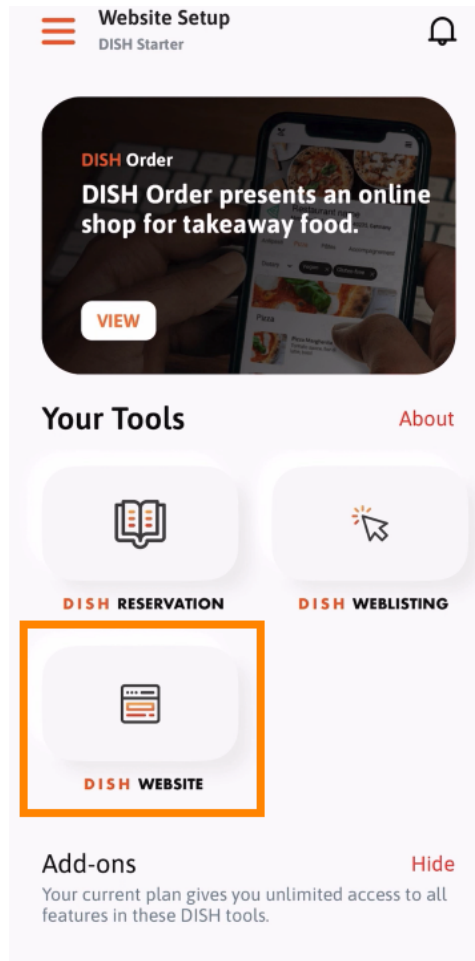 Website Setup
DISH Starter
DISH Order
DISH Order presents an online
shop for takeaway food.
VIEW
Your Tools
About
DISH RESERVATION
DISH WEBLISTING
DISH WEBSITE
Add-ons
Hide
Your current plan gives you unlimited access to all
features in these DISH tools.